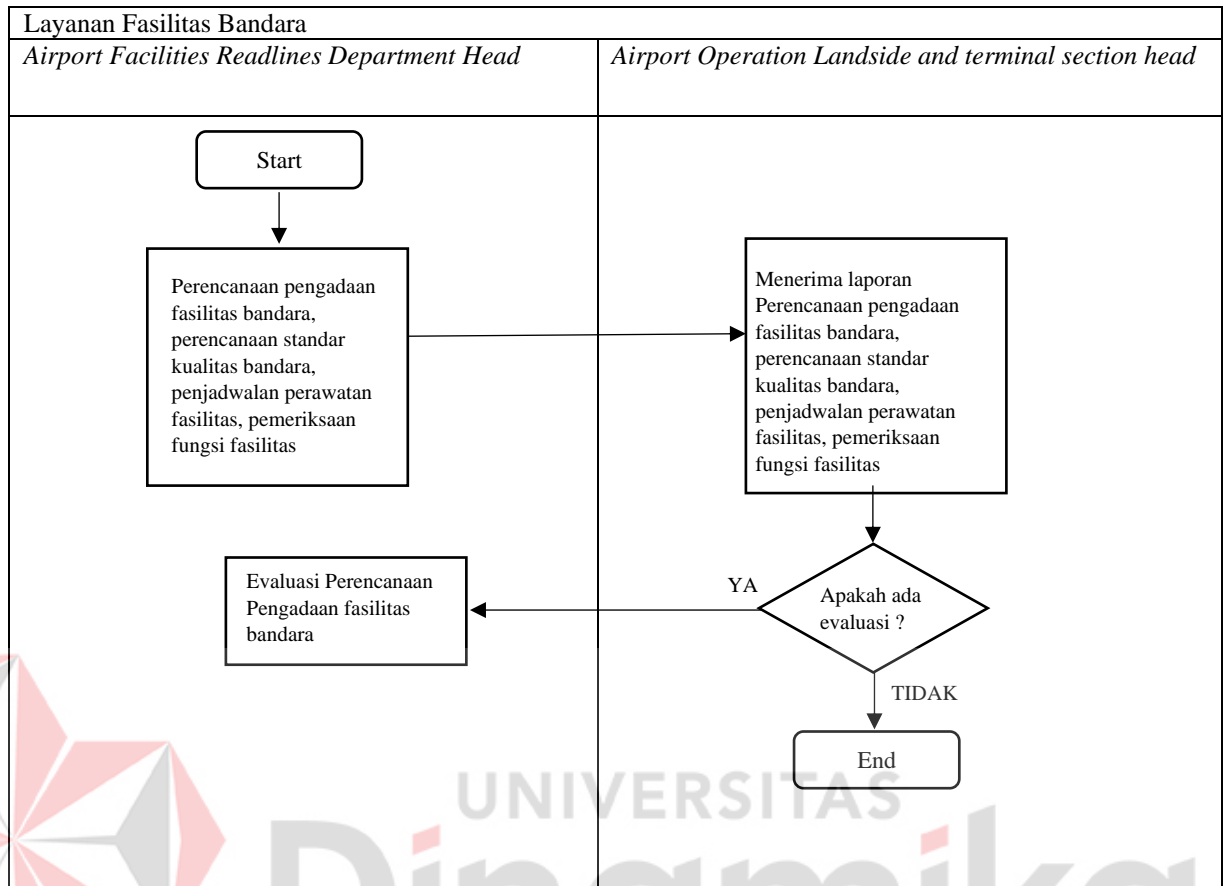 Layanan Fasilitas Bandara
Airport Facilities Readlines Department Head
Airport Operation Landside and terminal section head
Start
Perencanaan pengadaan
fasilitas bandara,
perencanaan standar
kualitas bandara,
penjadwalan perawatan
fasilitas, pemeriksaan
fungsi fasilitas
Menerima laporan
Perencanaan pengadaan
fasilitas bandara,
perencanaan standar
kualitas bandara,
penjadwalan perawatan
fasilitas, pemeriksaan
fungsi fasilitas
Evaluasi Perencanaan
Pengadaan fasilitas
bandara
YA
Apakah ada
evaluasi ?
TIDAK
End
UNIVERSITAS
Dinamika